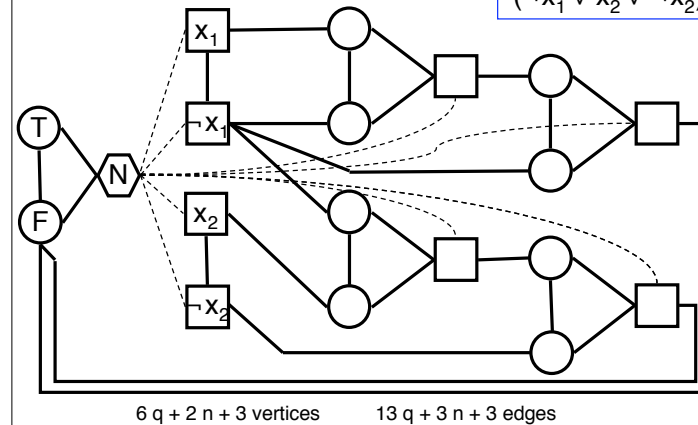 (¬x₁ ∨ x₂ ∨ ¬x₂)
x₁
T
¬x₁
N
F
x₂
¬x₂
6 q + 2 n + 3 vertices
13 q + 3 n + 3 edges